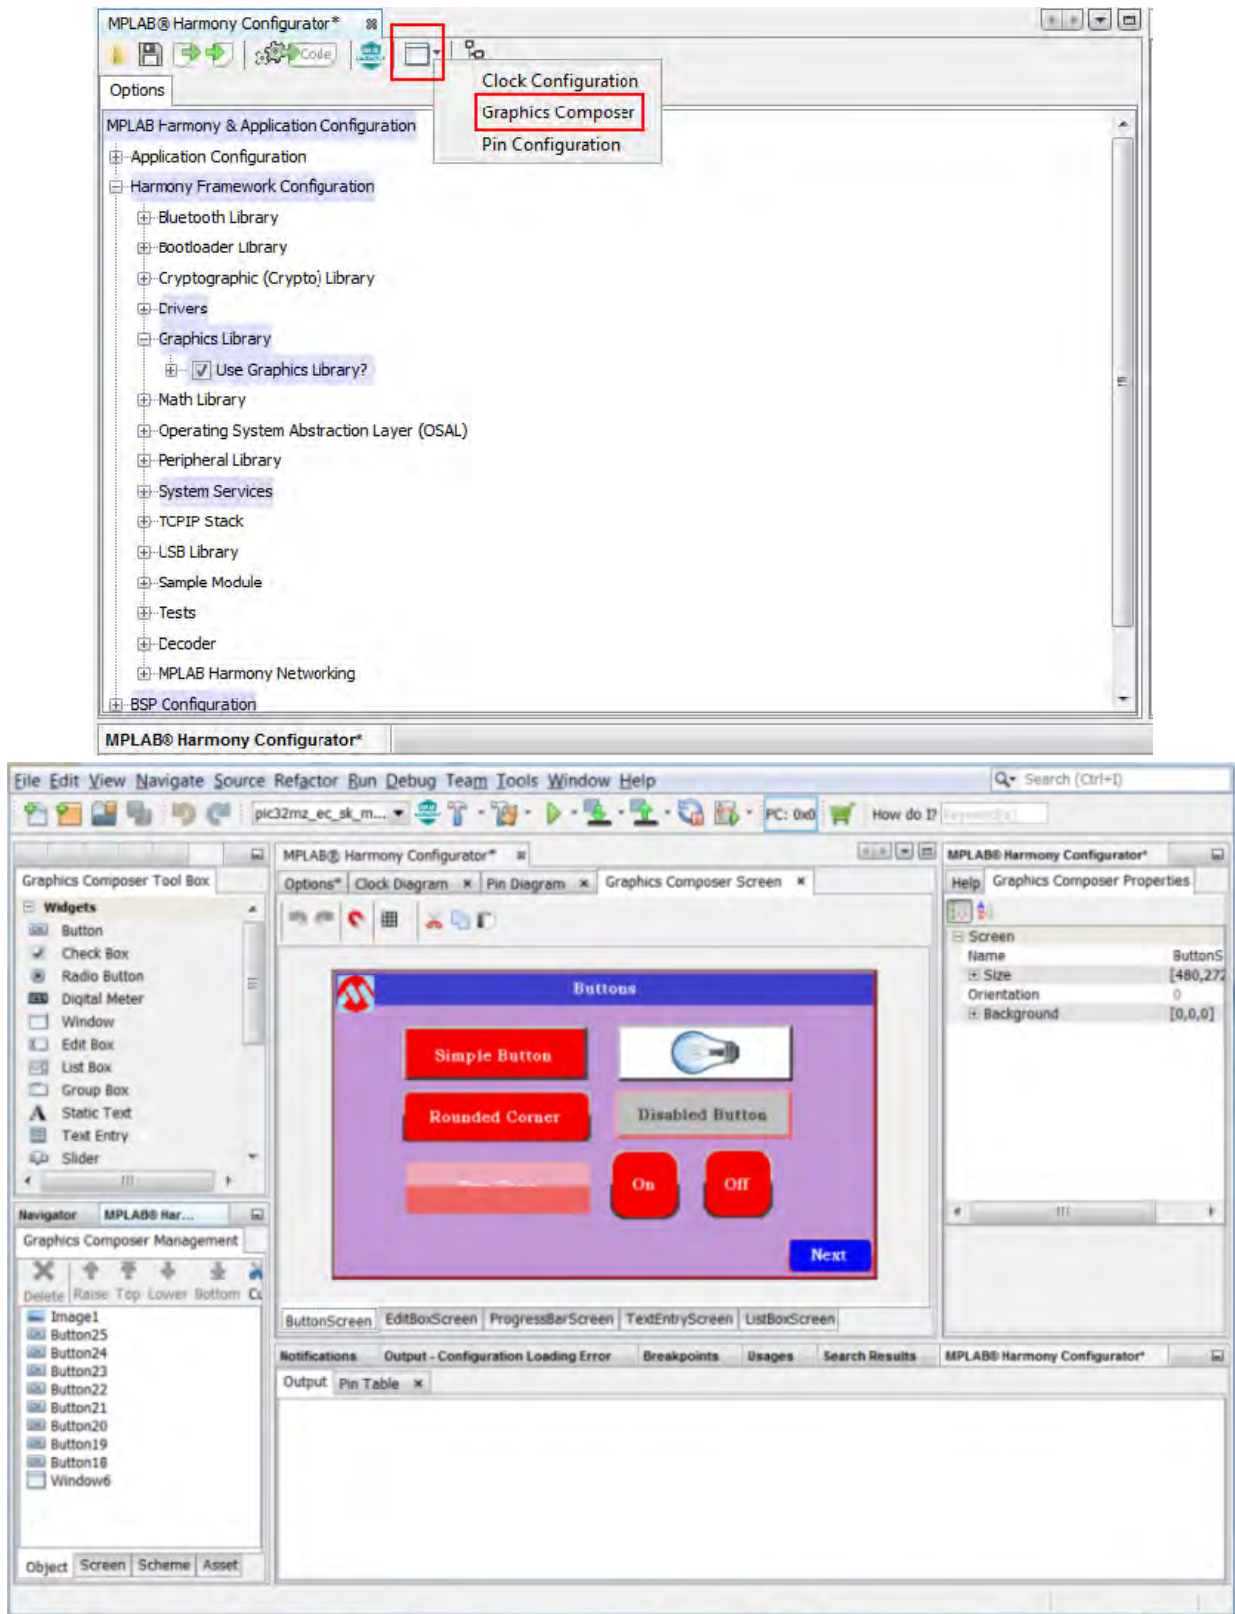 MPLAB® Harmony Configurator*
Code
Clock Configuration
Graphics Composer
Pin Configuration
Options
MPLAB Harmony & Application Configuration
Application Configuration
Harmony Framework Configuration
Bluetooth Library
Bootloader Library
Cryptographic (Crypto) Library
Drivers
Graphics Library
Use Graphics Library?
Math Library
Operating System Abstraction Layer (OSAL)
Peripheral Library
System Services
TCPIP Stack
USB Library
Sample Module
Tests
Decoder
MPLAB Harmony Networking
BSP Configuration
MPLAB® Harmony Configurator*
File Edit View Navigate Source Refactor Run Debug Team Tools Window Help
Search (Ctrl+I)
pic32mz_ec_sk_m...
PC: 0x0
How do I?
Graphics Composer Tool Box
Widgets
Button
Check Box
Radio Button
Digital Meter
Window
Edit Box
List Box
Group Box
Static Text
Text Entry
Slider
Navigator MPLAB® Har...
Graphics Composer Management
Delete Raise Top Lower Bottom Cu
Image1
Button25
Button24
Button23
Button22
Button21
Button20
Button19
Button18
Window6
Object Screen Scheme Asset
MPLAB® Harmony Configurator*
Options* Clock Diagram Pin Diagram Graphics Composer Screen
Buttons
Simple Button
Rounded Corner
Disabled Button
On Off
Next
ButtonScreen EditBoxScreen ProgressBarScreen TextEntryScreen ListBoxScreen
Notifications Output - Configuration Loading Error Breakpoints Usages Search Results MPLAB® Harmony Configurator*
Output Pin Table
MPLAB® Harmony Configurator*
Help Graphics Composer Properties
Screen
Name ButtonS
Size [480,272
Orientation 0
Background [0,0,0]